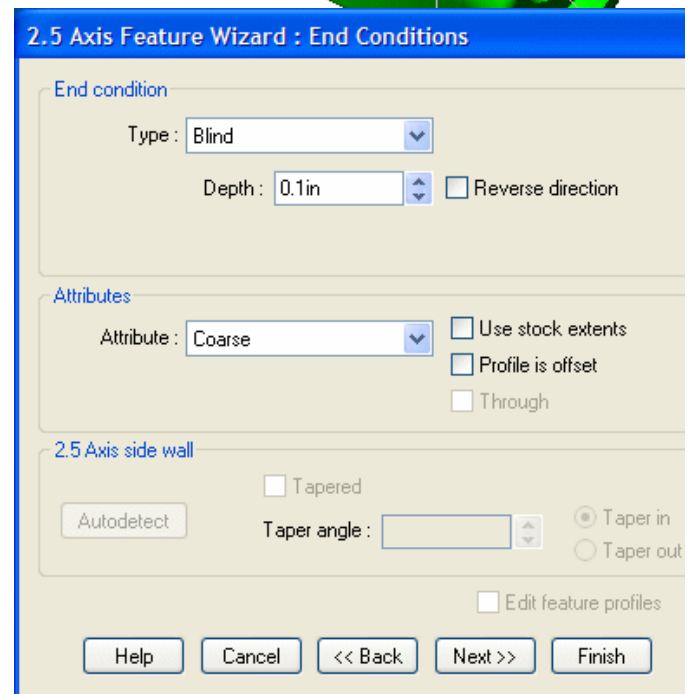 2.5 Axis Feature Wizard : End Conditions
End condition
Type : Blind
Depth : 0.1in Reverse direction
Attributes
Attribute : Coarse Use stock extents
Profile is offset
Through
2.5 Axis side wall
Tapered
Autodetect Taper angle : Taper in
Taper out
Edit feature profiles
Help Cancel << Back Next >> Finish